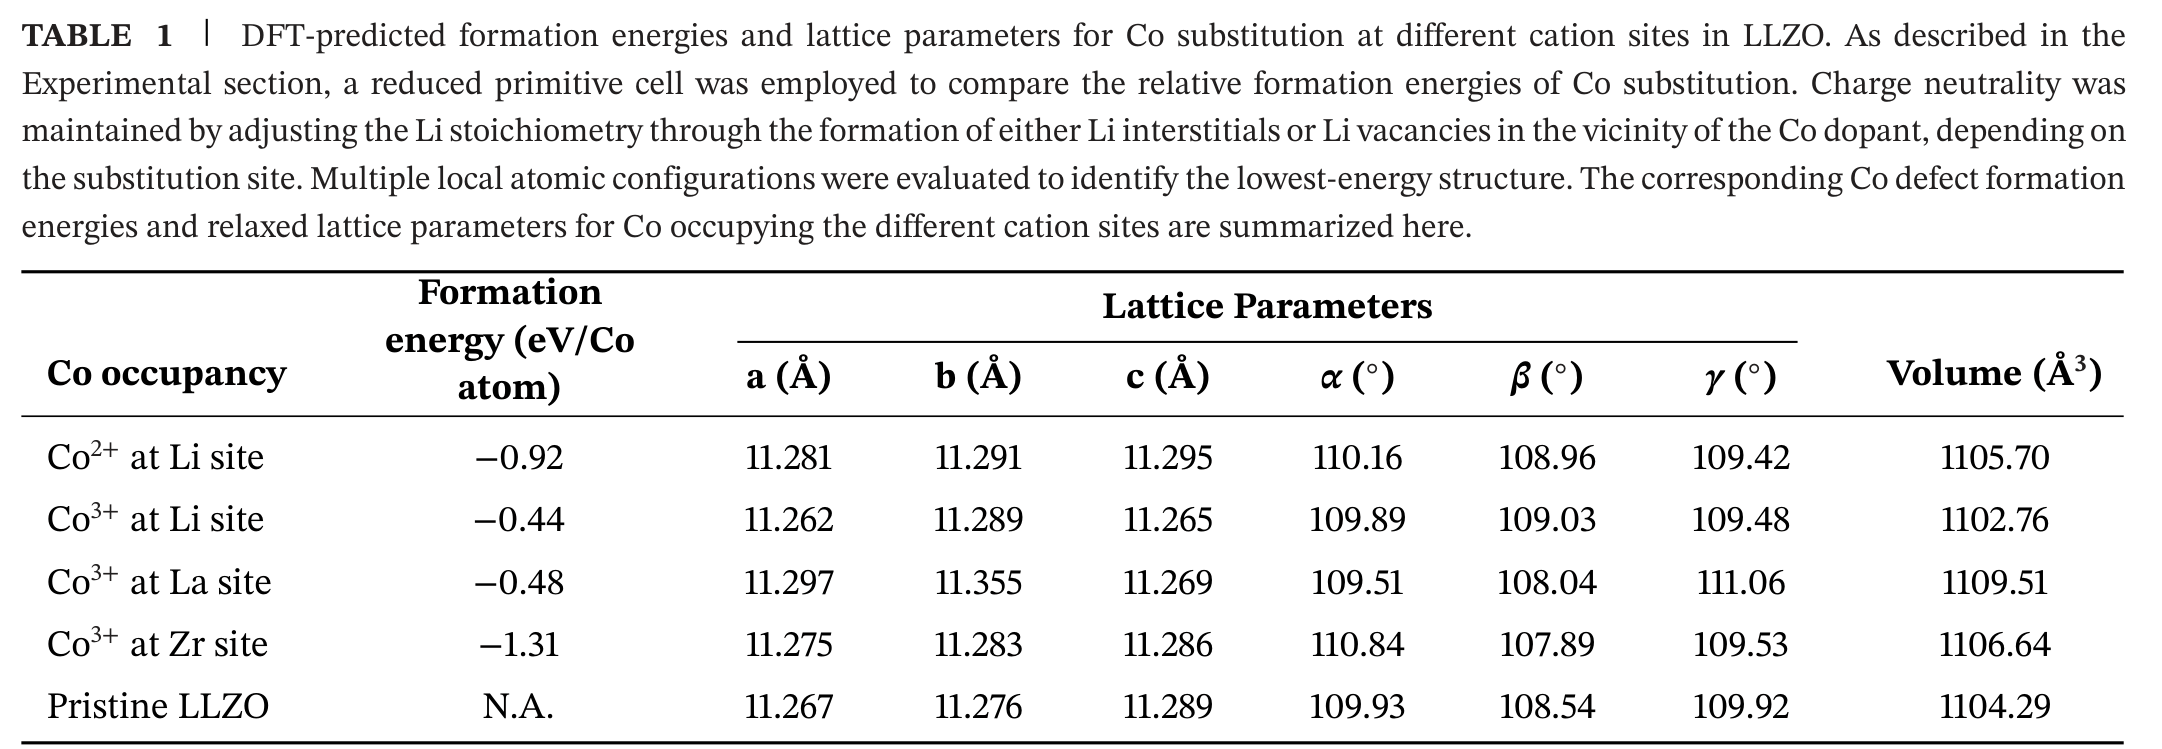 TABLE 1 | DFT-predicted formation energies and lattice parameters for Co substitution at different cation sites in LLZO. As described in the
Experimental section, a reduced primitive cell was employed to compare the relative formation energies of Co substitution. Charge neutrality was
maintained by adjusting the Li stoichiometry through the formation of either Li interstitials or Li vacancies in the vicinity of the Co dopant, depending on
the substitution site. Multiple local atomic configurations were evaluated to identify the lowest-energy structure. The corresponding Co defect formation
energies and relaxed lattice parameters for Co occupying the different cation sites are summarized here.
Formation
energy (eV/Co
atom)
Lattice Parameters
Co occupancy a (Å) b (Å) c (Å) α (°) β (°) γ (°) Volume (Å³)
Co²⁺ at Li site −0.92 11.281 11.291 11.295 110.16 108.96 109.42 1105.70
Co³⁺ at Li site −0.44 11.262 11.289 11.265 109.89 109.03 109.48 1102.76
Co³⁺ at La site −0.48 11.297 11.355 11.269 109.51 108.04 111.06 1109.51
Co³⁺ at Zr site −1.31 11.275 11.283 11.286 110.84 107.89 109.53 1106.64
Pristine LLZO N.A. 11.267 11.276 11.289 109.93 108.54 109.92 1104.29